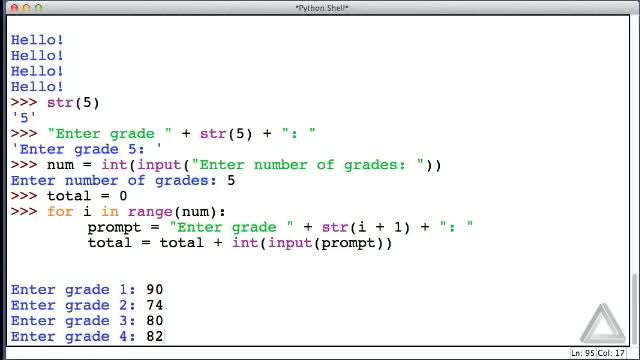 *Python Shell*
Hello!
Hello!
Hello!
Hello!
>>> str(5)
'5'
>>> "Enter grade " + str(5) + ": "
'Enter grade 5: '
>>> num = int(input("Enter number of grades: "))
Enter number of grades: 5
>>> total = 0
>>> for i in range(num):
prompt = "Enter grade " + str(i + 1) + ": "
total = total + int(input(prompt))
Enter grade 1: 90
Enter grade 2: 74
Enter grade 3: 80
Enter grade 4: 82
Ln: 95 Col: 17